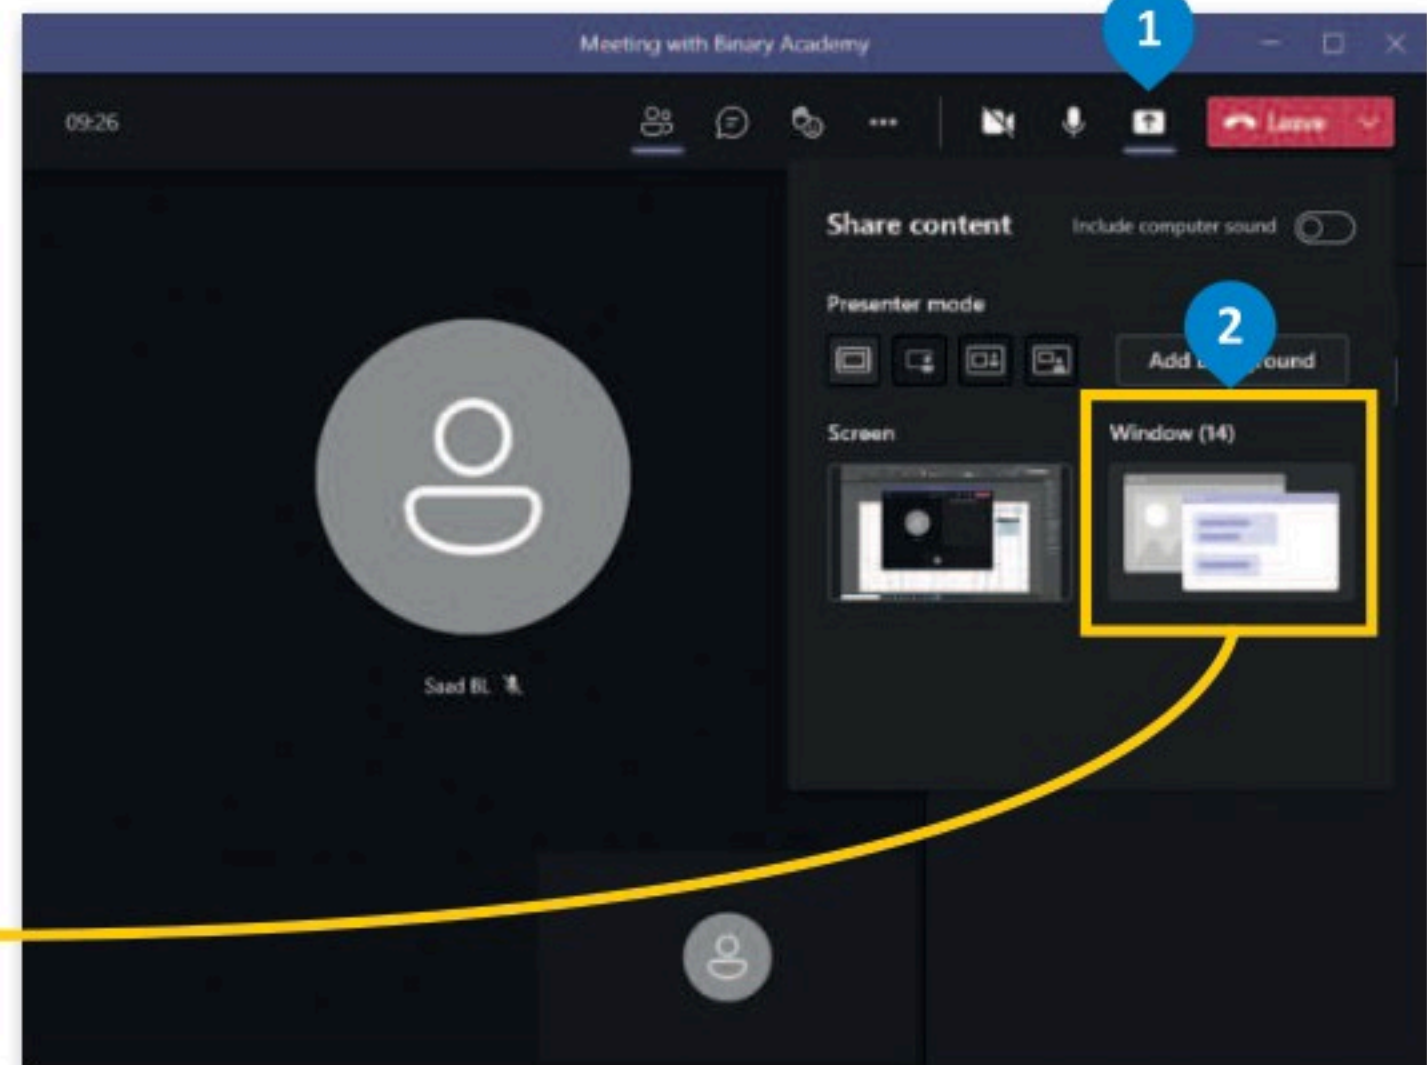 Meeting with Binary Academy
1
09:26
Leave
Share content
Include computer sound
Presenter mode
2
Add
Screen
Window (14)
Saad BL